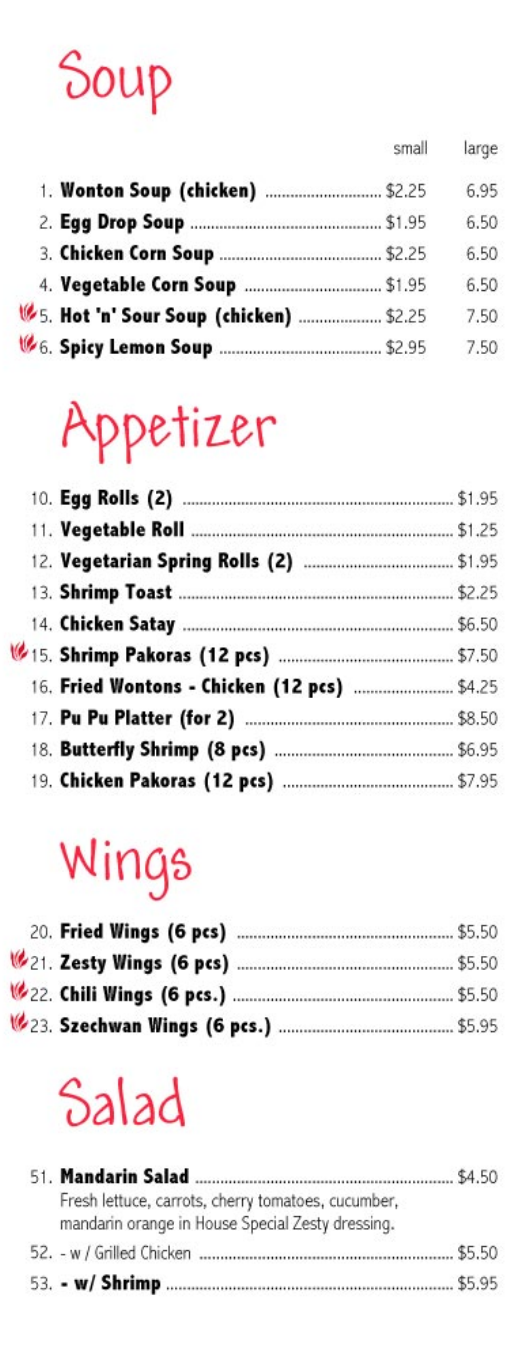 Soup
small large
1. Wonton Soup (chicken) ............................ $2.25 6.95
2. Egg Drop Soup .............................................. $1.95 6.50
3. Chicken Corn Soup ....................................... $2.25 6.50
4. Vegetable Corn Soup ................................. $1.95 6.50
5. Hot 'n' Sour Soup (chicken) .................... $2.25 7.50
6. Spicy Lemon Soup ....................................... $2.95 7.50
Appetizer
10. Egg Rolls (2) ................................................................. $1.95
11. Vegetable Roll ............................................................... $1.25
12. Vegetarian Spring Rolls (2) .................................... $1.95
13. Shrimp Toast .................................................................. $2.25
14. Chicken Satay ................................................................. $6.50
15. Shrimp Pakoras (12 pcs) .......................................... $7.50
16. Fried Wontons - Chicken (12 pcs) ........................ $4.25
17. Pu Pu Platter (for 2) .................................................. $8.50
18. Butterfly Shrimp (8 pcs) ........................................... $6.95
19. Chicken Pakoras (12 pcs) ......................................... $7.95
Wings
20. Fried Wings (6 pcs) .................................................... $5.50
21. Zesty Wings (6 pcs) .................................................... $5.50
22. Chili Wings (6 pcs.) ..................................................... $5.50
23. Szechwan Wings (6 pcs.) .......................................... $5.95
Salad
51. Mandarin Salad .............................................................. $4.50
Fresh lettuce, carrots, cherry tomatoes, cucumber,
mandarin orange in House Special Zesty dressing.
52. - w / Grilled Chicken ............................................................. $5.50
53. - w/ Shrimp ..................................................................... $5.95